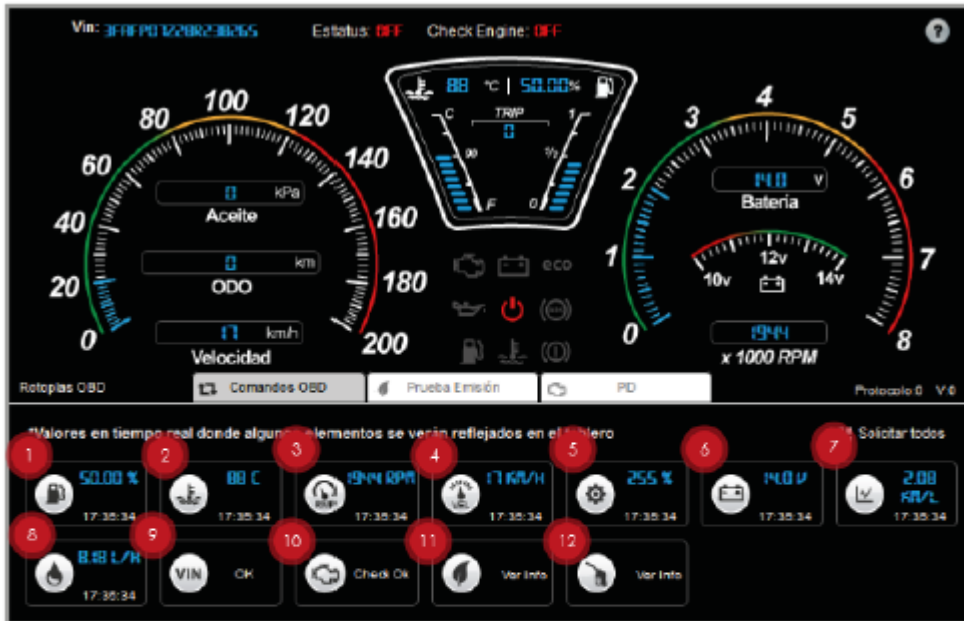 Vin: 3FAFP01228R238265 Estatus: OFF Check Engine: OFF ?
88 °C | 50.00%
C TRIP 1
0
90 1/2
F 0
0 20 40 60 80 100 120 140 160 180 200
0 kPa
Aceite
0 km
ODO
17 km/h
Velocidad
eco
0 1 2 3 4 5 6 7 8
14.0 V
Batería
10v 12v 14v
1944
x 1000 RPM
Rotoplas OBD Comandos OBD Prueba Emisión PID Protocolo:0 V:0
*Valores en tiempo real donde algunos elementos se verán reflejados en el tablero Solicitar todos
1 50.00 % 17:35:34
2 88 C 17:35:34
3 1944 RPM 17:35:34
4 17 KM/H 17:35:34
5 255 % 17:35:34
6 14.0 V 17:35:34
7 2.08 KM/L 17:35:34
8 8.18 L/H 17:35:34
9 VIN OK
10 Check Ok
11 Ver Info
12 Ver Info